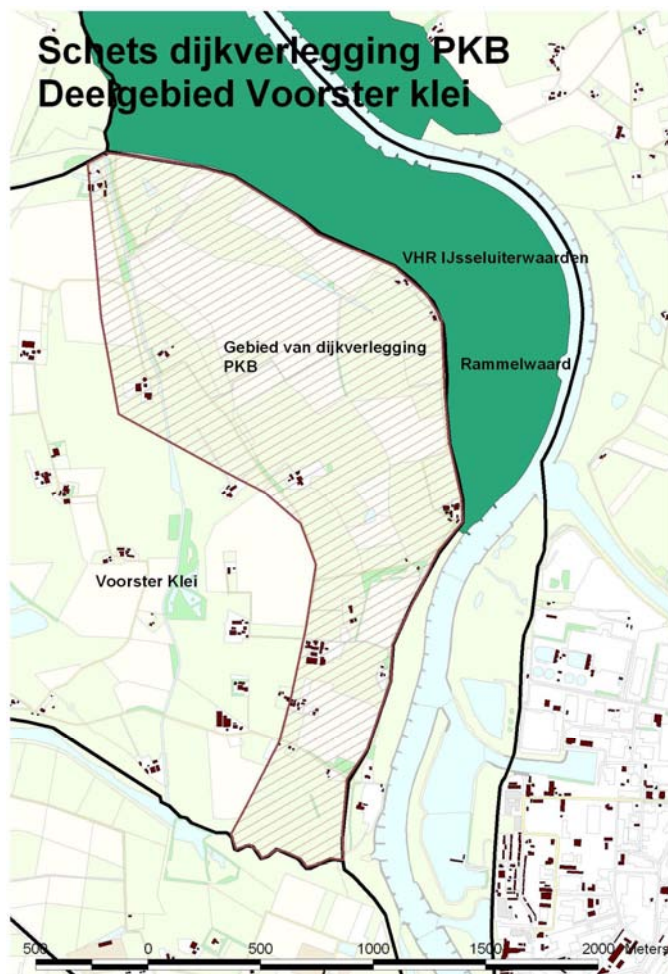 Schets dijkverlegging PKB
Deelgebied Voorster klei
VHR IJsseluiterwaarden
Gebied van dijkverlegging
PKB
Rammelwaard
Voorster Klei
500 0 500 1000 1500 2000 Meters